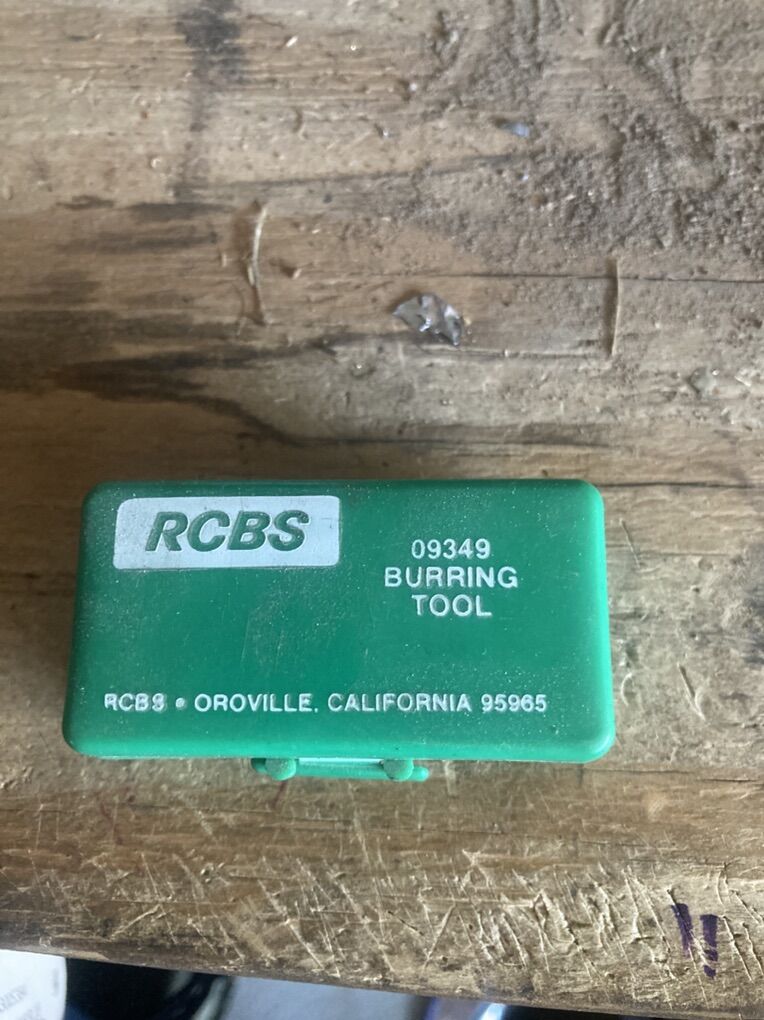 RCBS
09349
BURRING
TOOL
RCBS • OROVILLE, CALIFORNIA 95965